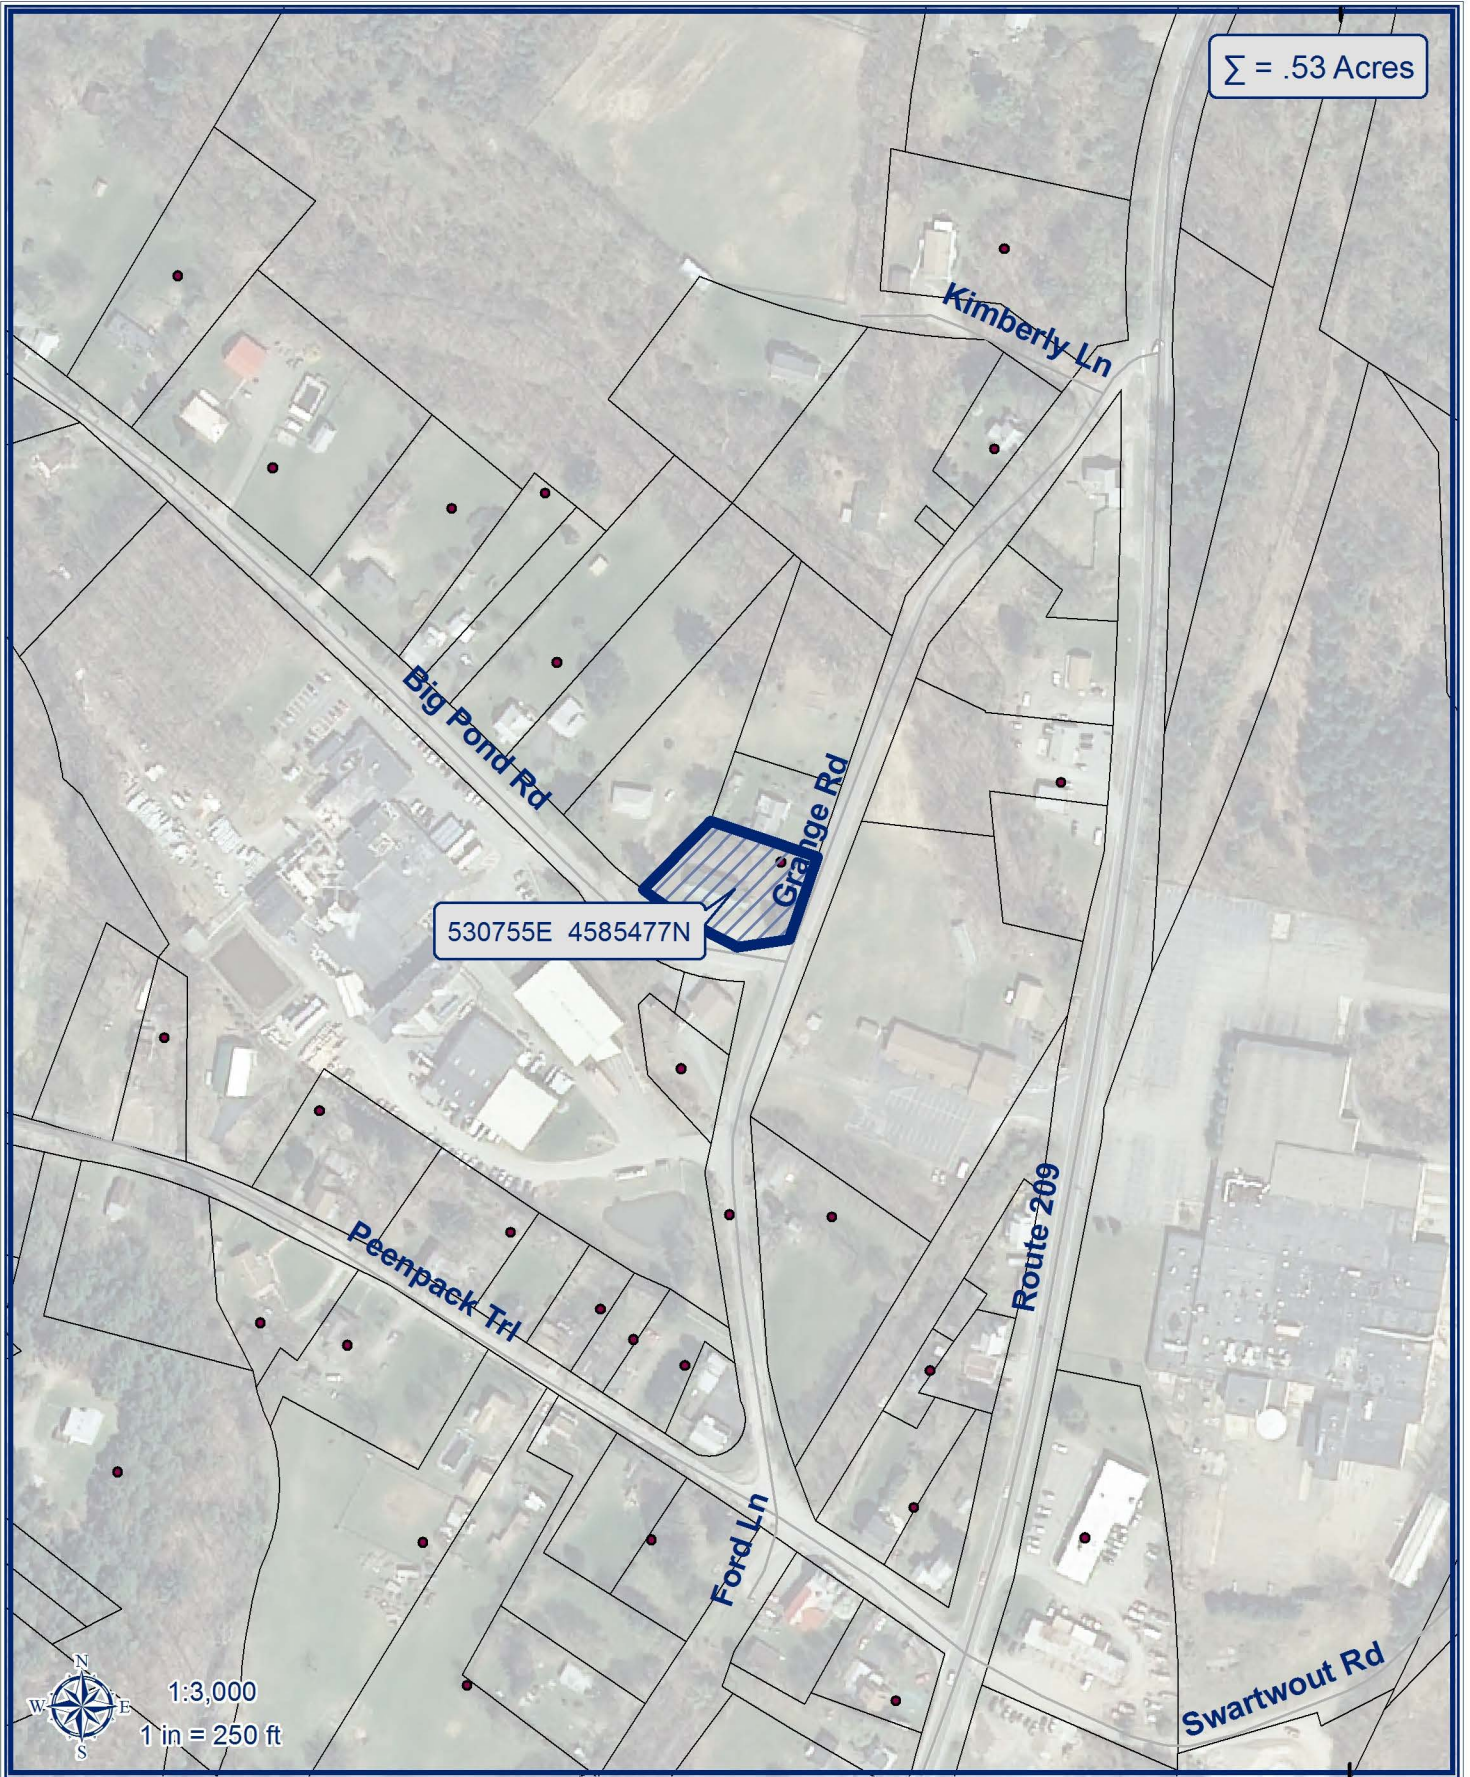 ∑ = .53 Acres
Kimberly Ln
Big Pond Rd
Grange Rd
530755E 4585477N
Route 209
Peenpack Trl
Ford Ln
Swartwout Rd
N
W E
S
1:3,000
1 in = 250 ft